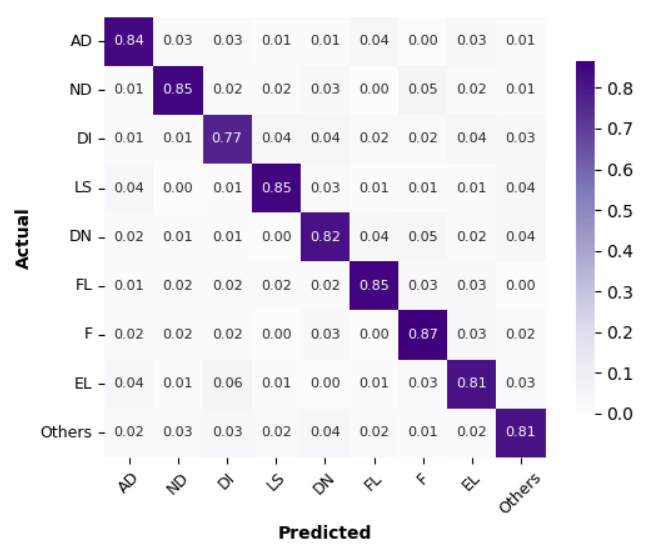 AD 0.84 0.03 0.03 0.01 0.01 0.04 0.00 0.03 0.01
ND 0.01 0.85 0.02 0.02 0.03 0.00 0.05 0.02 0.01
DI 0.01 0.01 0.77 0.04 0.04 0.02 0.02 0.04 0.03
LS 0.04 0.00 0.01 0.85 0.03 0.01 0.01 0.01 0.04
DN 0.02 0.01 0.01 0.00 0.82 0.04 0.05 0.02 0.04
FL 0.01 0.02 0.02 0.02 0.02 0.85 0.03 0.03 0.00
F 0.02 0.02 0.02 0.00 0.03 0.00 0.87 0.03 0.02
EL 0.04 0.01 0.06 0.01 0.00 0.01 0.03 0.81 0.03
Others 0.02 0.03 0.03 0.02 0.04 0.02 0.01 0.02 0.81
AD ND DI LS DN FL F EL Others
Predicted
Actual
0.8
0.7
0.6
0.5
0.4
0.3
0.2
0.1
0.0